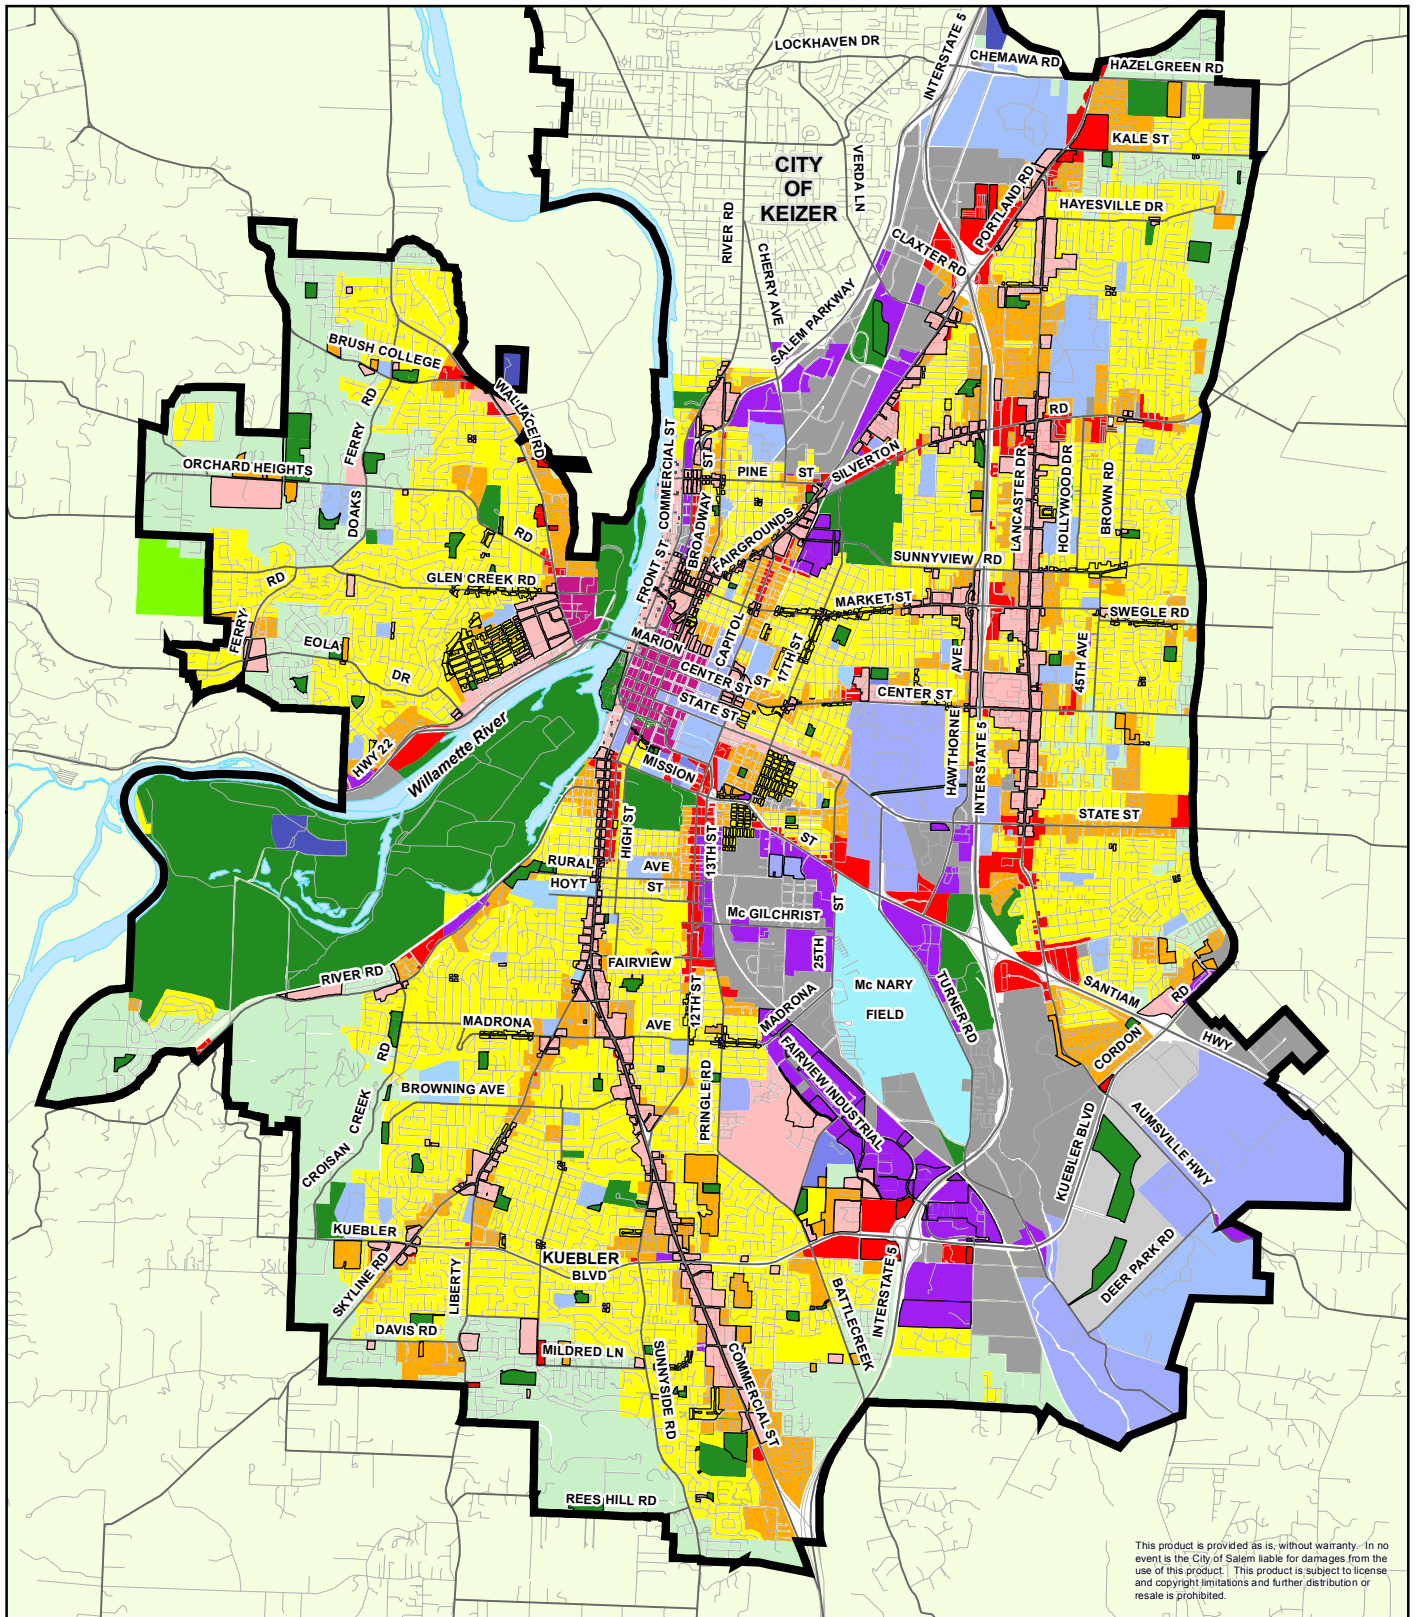 LOCKHAVEN DR
INTERSTATE 5
CHEMAWA RD
HAZELGREEN RD
KALE ST
CITY
OF
KEIZER
VERDA LN
PORTLAND RD
HAYESVILLE DR
RIVER RD
CHERRY AVE
CLAXTER RD
SALEM PARKWAY
BRUSH COLLEGE
RD
WALLACE RD
ORCHARD HEIGHTS
RD
DOAKS
FERRY
RD
COMMERCIAL ST
FRONT ST
BROADWAY
ST
PINE
ST
SILVERTON
RD
LANCASTER DR
HOLLYWOOD DR
BROWN RD
FAIRGROUNDS
SUNNYVIEW
RD
GLEN CREEK RD
RD
FERRY
EOLA
DR
MARKET ST
SWEGLE RD
MARION
CAPITOL
ST
17TH ST
CENTER ST
STATE ST
CENTER ST
AVE
HAWTHORNE
INTERSTATE 5
45TH AVE
HWY 22
Willamette River
MISSION
ST
STATE ST
HIGH ST
13TH ST
RURAL
AVE
HOYT
ST
Mc GILCHRIST
ST
25TH
RIVER RD
FAIRVIEW
12TH ST
MADRONA
AVE
MADRONA
Mc NARY
FIELD
TURNER RD
SANTIAM
HWY
CORDON
RD
BROWNING AVE
CROISAN
CREEK
RD
PRINGLE RD
FAIRVIEW INDUSTRIAL
KUEBLER BLVD
AUMSVILLE HWY
DEER PARK RD
KUEBLER
KUEBLER
BLVD
SKYLINE RD
LIBERTY
INTERSTATE 5
BATTLECREEK
DAVIS RD
MILDRED LN
SUNNYSIDE RD
COMMERCIAL ST
REES HILL RD
This product is provided as is, without warranty. In no
event is the City of Salem liable for damages from the
use of this product. This product is subject to license
and copyright limitations and further distribution or
resale is prohibited.